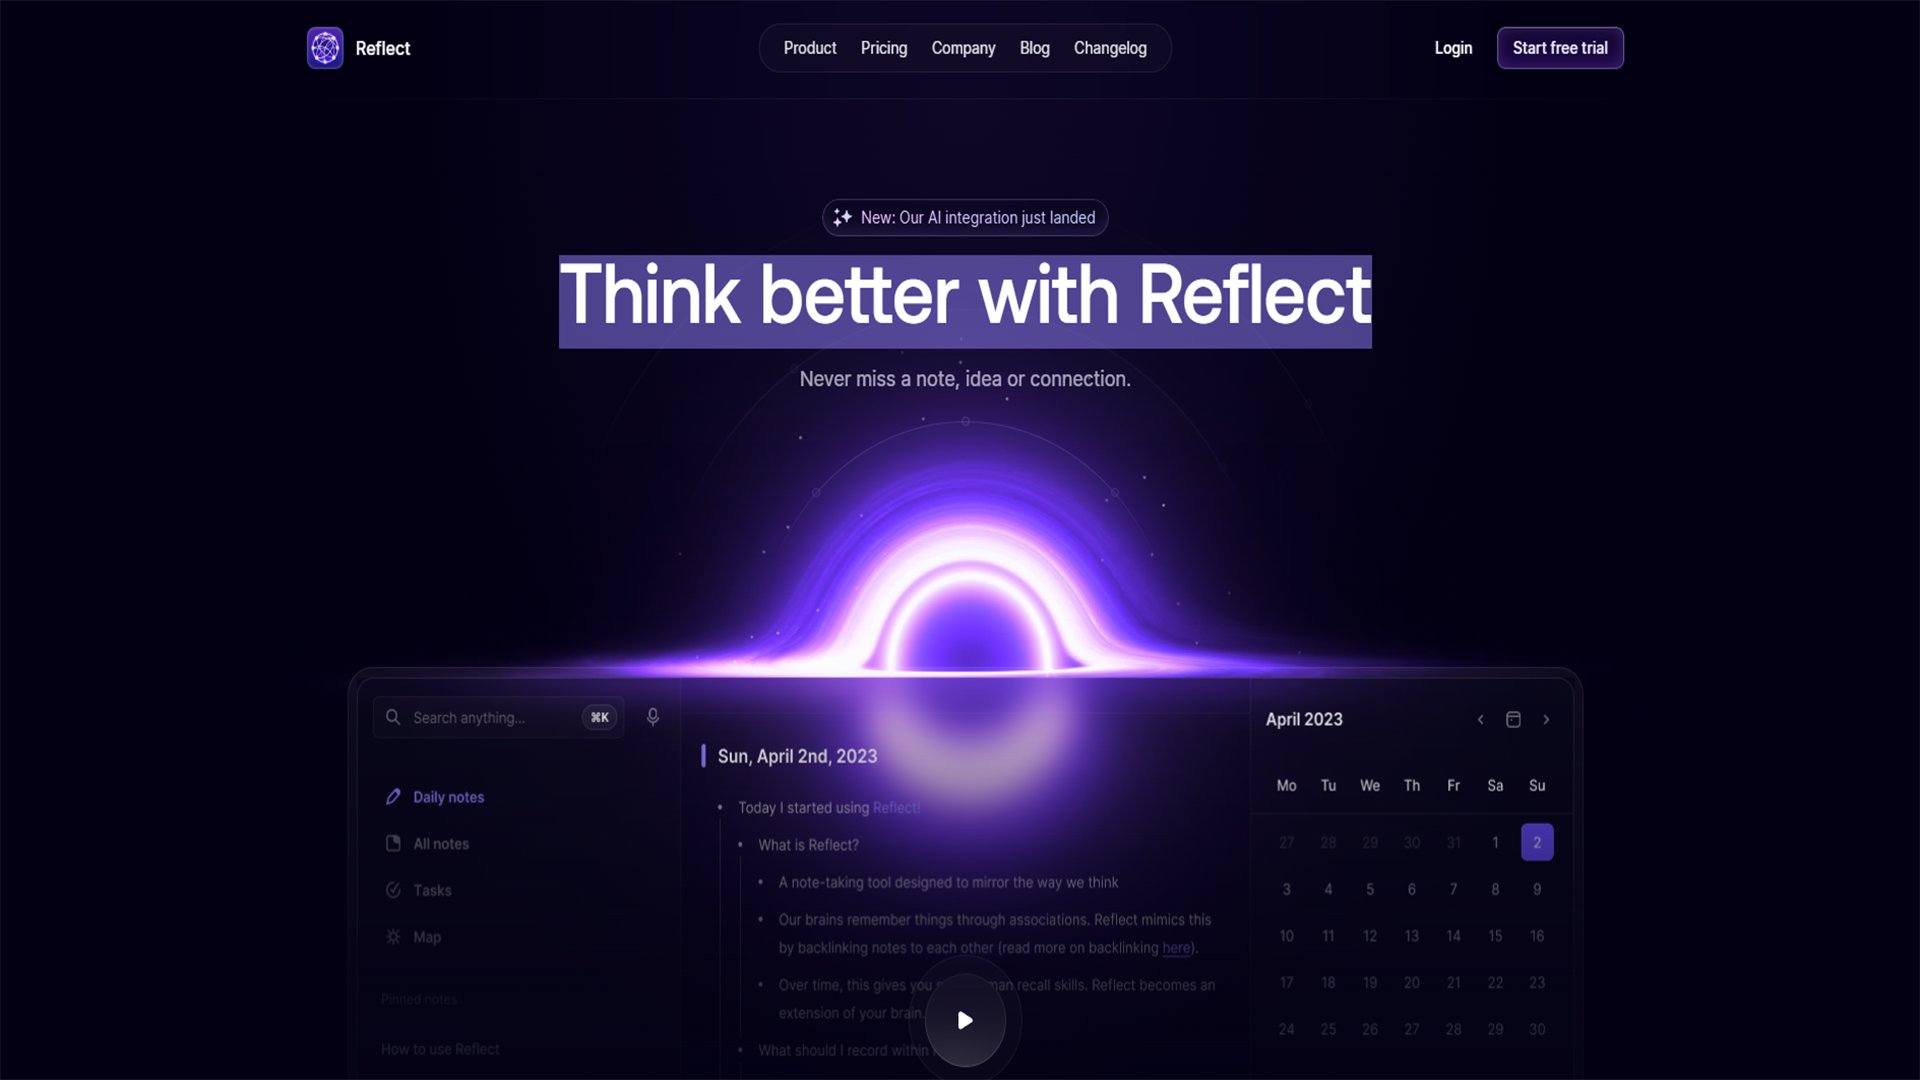 Reflect
Product Pricing Company Blog Changelog
Login
Start free trial
New: Our AI integration just landed
Think better with Reflect
Never miss a note, idea or connection.
Search anything...
⌘K
Daily notes
All notes
Tasks
Map
Pinned notes
How to use Reflect
Sun, April 2nd, 2023
• Today I started using Reflect!
• What is Reflect?
• A note-taking tool designed to mirror the way we think
• Our brains remember things through associations. Reflect mimics this
by backlinking notes to each other (read more on backlinking here).
• Over time, this gives you recall skills. Reflect becomes an
extension of your brain.
• What should I record within
April 2023
Mo Tu We Th Fr Sa Su
27 28 29 30 31 1 2
3 4 5 6 7 8 9
10 11 12 13 14 15 16
17 18 19 20 21 22 23
24 25 26 27 28 29 30